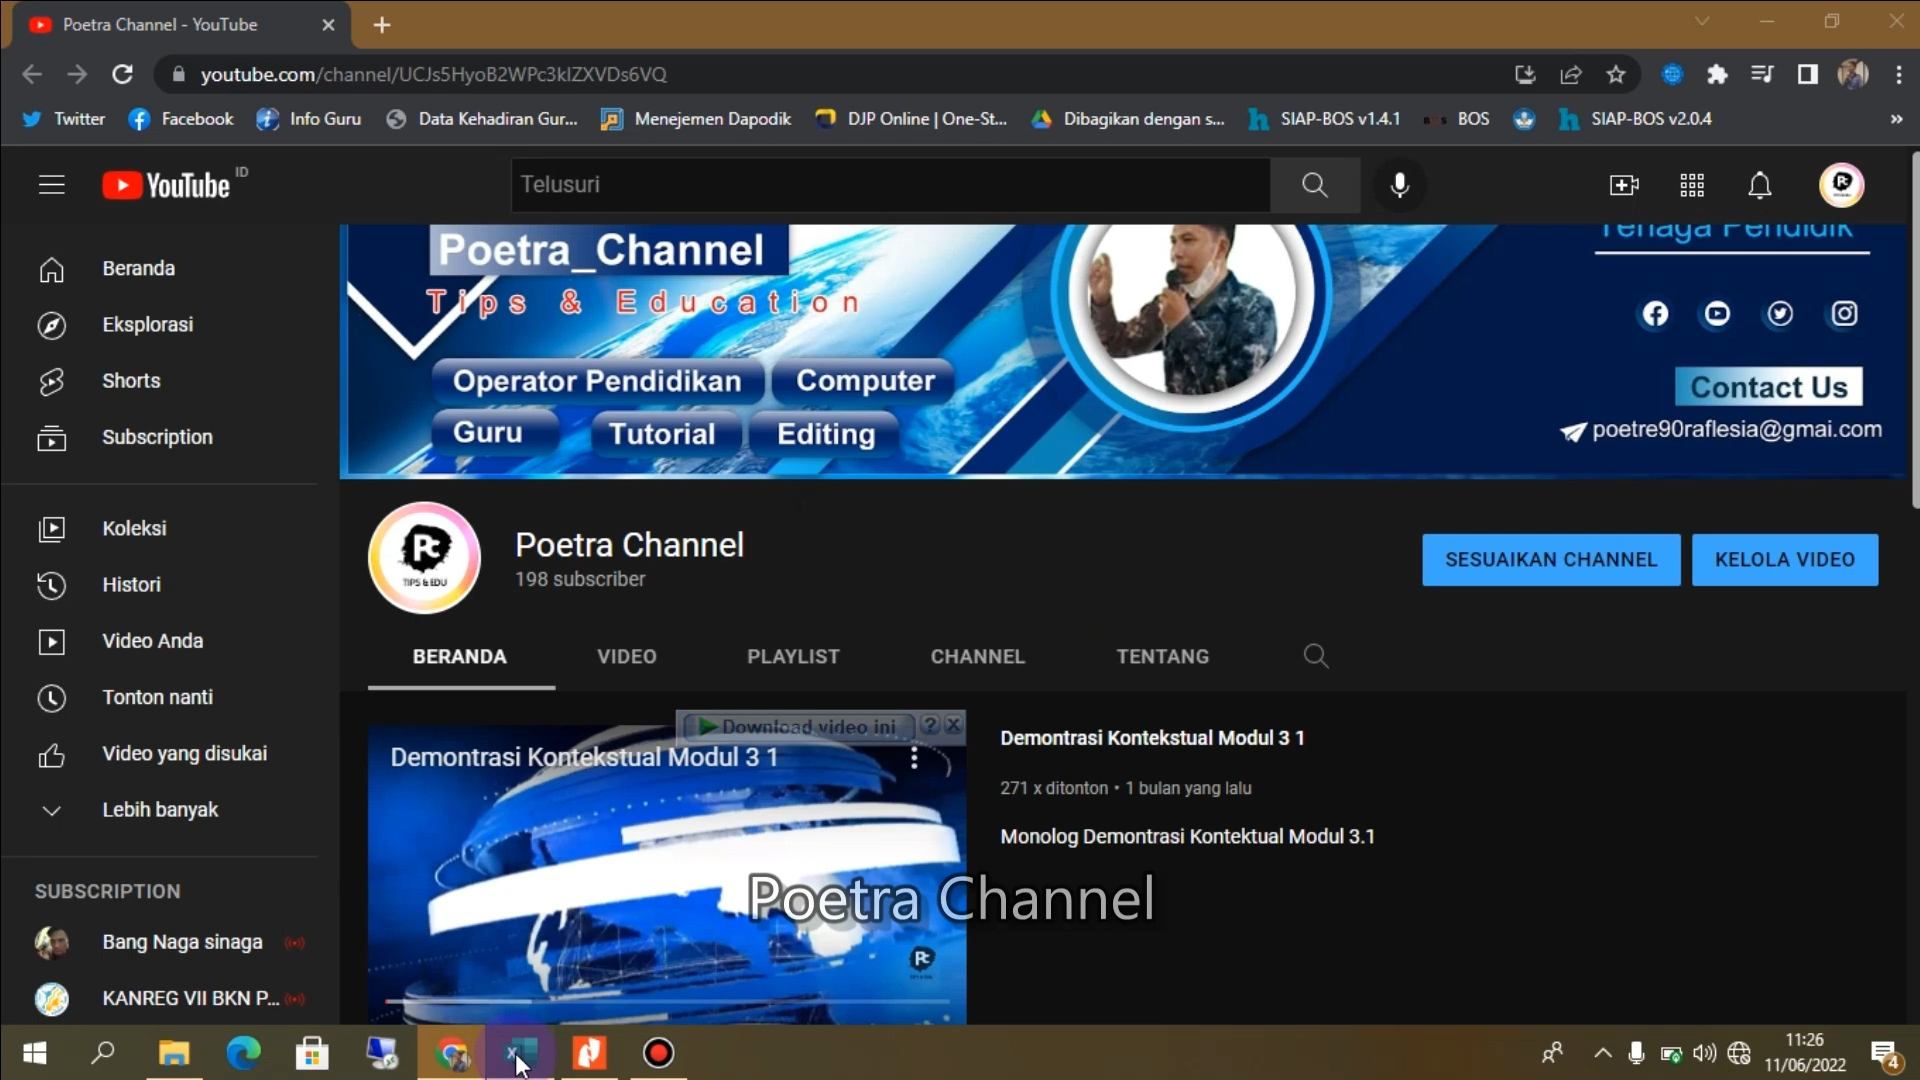 Poetra Channel - YouTube
youtube.com/channel/UCJs5HyoB2WPc3kIZXVDs6VQ
Twitter
Facebook
Info Guru
Data Kehadiran Gur...
Menejemen Dapodik
DJP Online | One-St...
Dibagikan dengan s...
SIAP-BOS v1.4.1
BOS
SIAP-BOS v2.0.4
»
YouTube ID
Telusuri
Beranda
Eksplorasi
Shorts
Subscription
Koleksi
Histori
Video Anda
Tonton nanti
Video yang disukai
Lebih banyak
SUBSCRIPTION
Bang Naga sinaga
KANREG VII BKN P...
Poetra_Channel
Tips & Education
Operator Pendidikan
Computer
Guru
Tutorial
Editing
Tenaga Pendidik
Contact Us
poetre90raflesia@gmai.com
Pc
TIPS & EDU
Poetra Channel
198 subscriber
SESUAIKAN CHANNEL
KELOLA VIDEO
BERANDA
VIDEO
PLAYLIST
CHANNEL
TENTANG
Download video ini
Demontrasi Kontekstual Modul 3 1
Demontrasi Kontekstual Modul 3 1
271 x ditonton • 1 bulan yang lalu
Monolog Demontrasi Kontektual Modul 3.1
Poetra Channel
Pc
11:26
11/06/2022
4